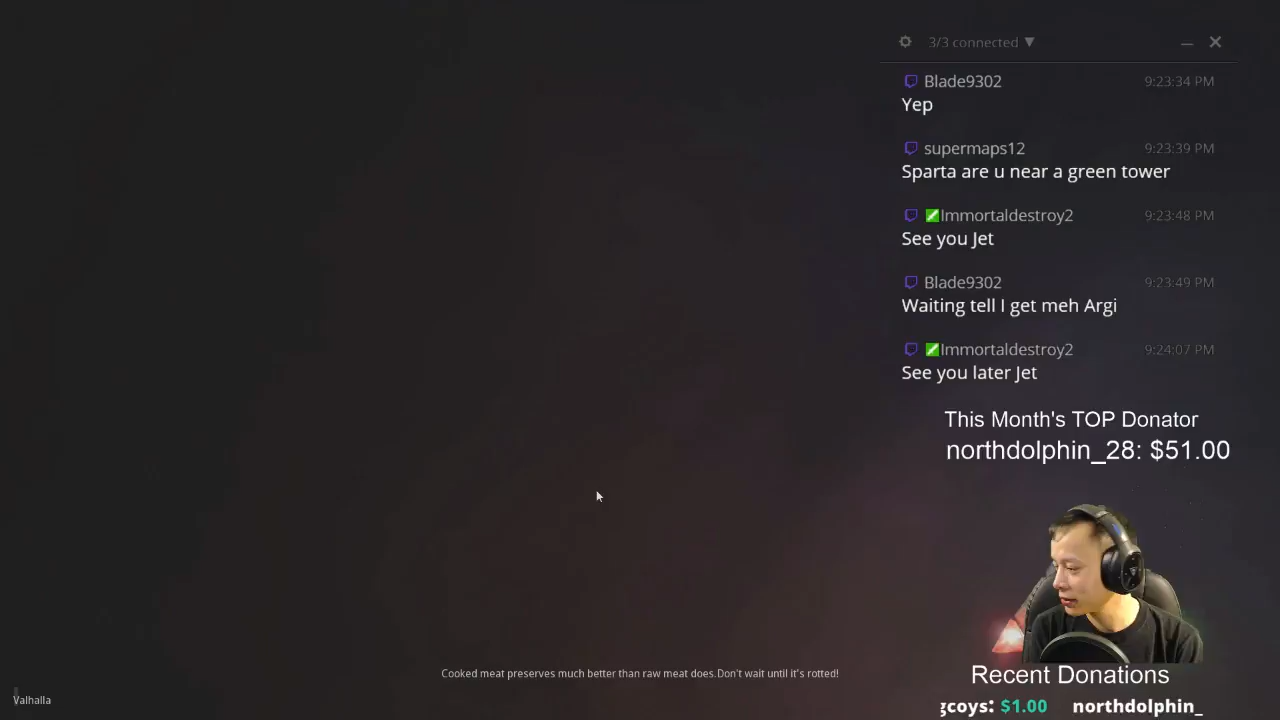 3/3 connected ▼
Blade9302 9:23:34 PM
Yep
supermaps12 9:23:39 PM
Sparta are u near a green tower
Immortaldestroy2 9:23:48 PM
See you Jet
Blade9302 9:23:49 PM
Waiting tell I get meh Argi
Immortaldestroy2 9:24:07 PM
See you later Jet
This Month's TOP Donator
northdolphin_28: $51.00
Cooked meat preserves much better than raw meat does.Don't wait until it's rotted!
Recent Donations
Valhalla
gcoys: $1.00 northdolphin_